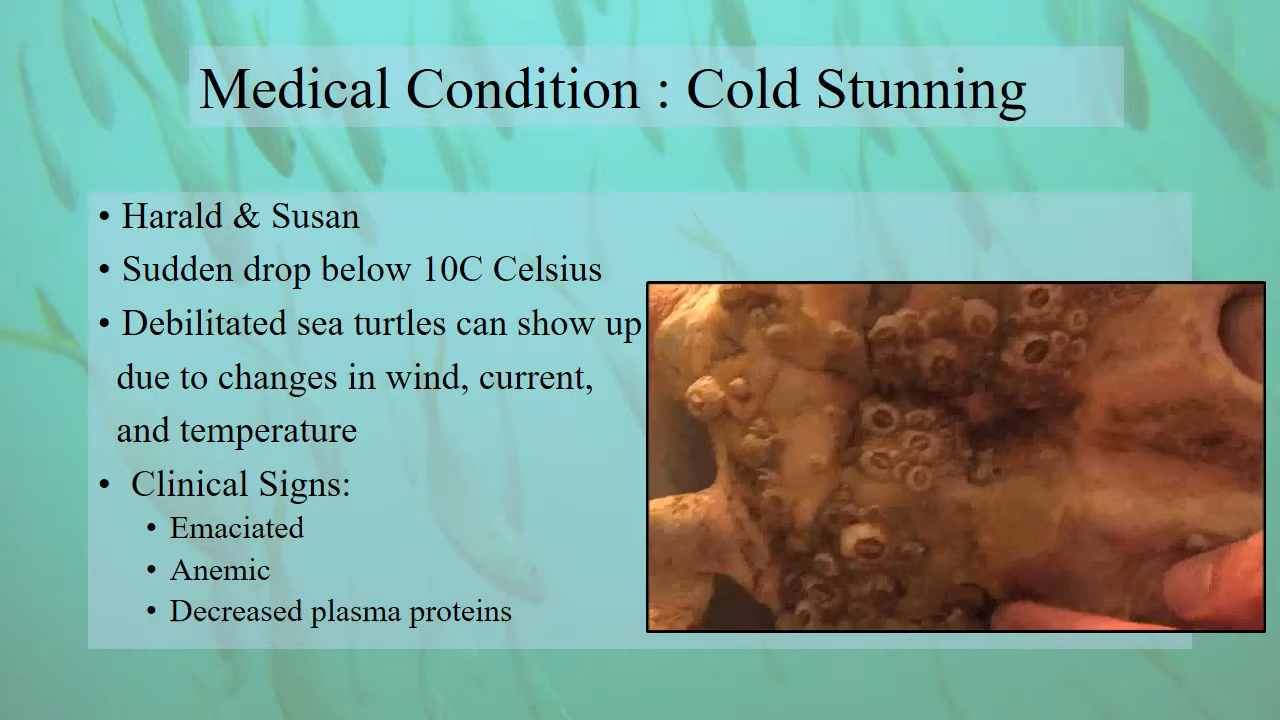 Medical Condition : Cold Stunning
• Harald & Susan
• Sudden drop below 10C Celsius
• Debilitated sea turtles can show up
due to changes in wind, current,
and temperature
• Clinical Signs:
• Emaciated
• Anemic
• Decreased plasma proteins